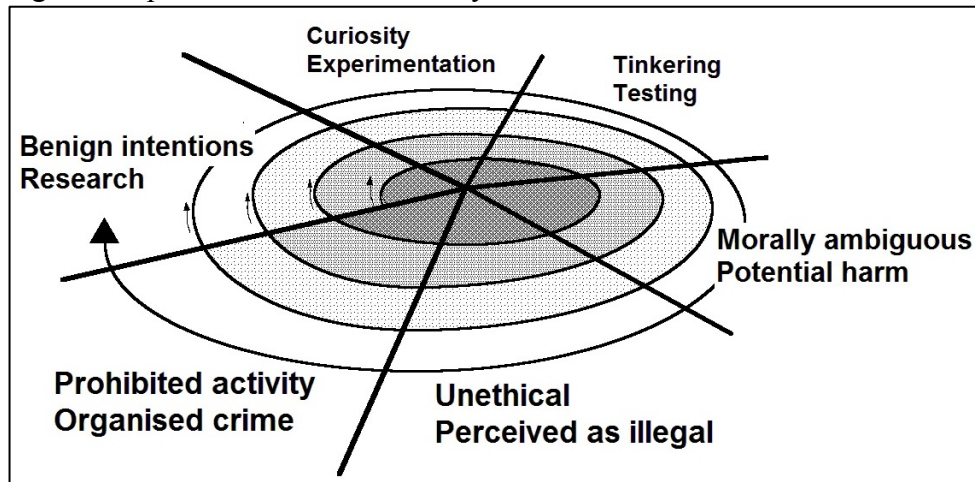 Curiosity
Experimentation
Tinkering
Testing
Benign intentions
Research
Morally ambiguous
Potential harm
Prohibited activity
Organised crime
Unethical
Perceived as illegal